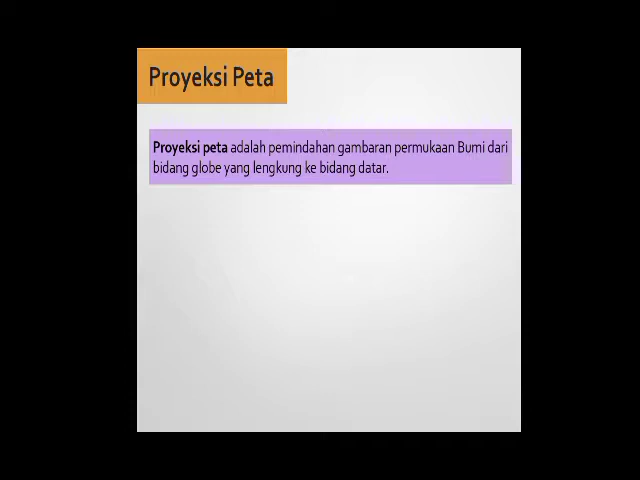 Proyeksi Peta
Proyeksi peta adalah pemindahan gambaran permukaan Bumi dari
bidang globe yang lengkung ke bidang datar.